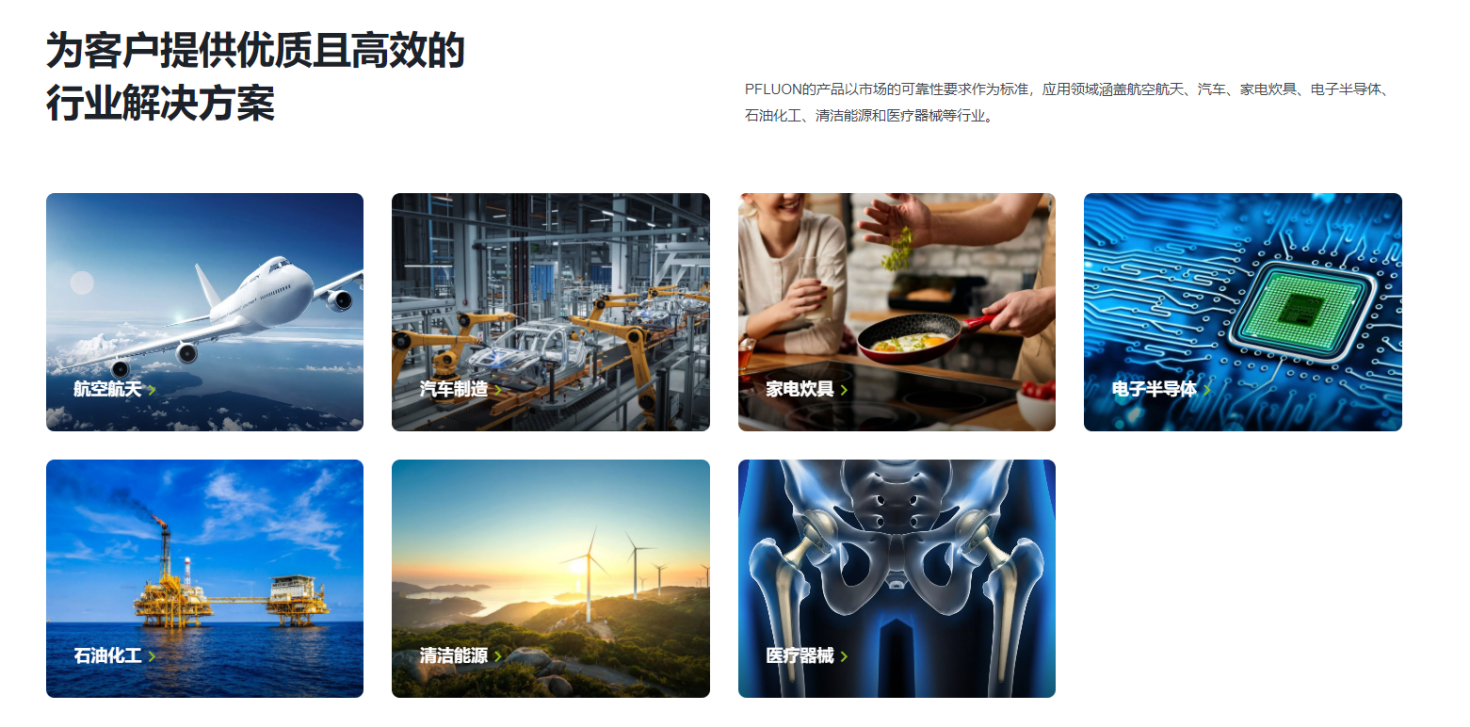 为客户提供优质且高效的
行业解决方案
PFLUON的产品以市场的可靠性要求作为标准，应用领域涵盖航空航天、汽车、家电炊具、电子半导体、
石油化工、清洁能源和医疗器械等行业。
航空航天
汽车制造
家电炊具
电子半导体
石油化工
清洁能源
医疗器械